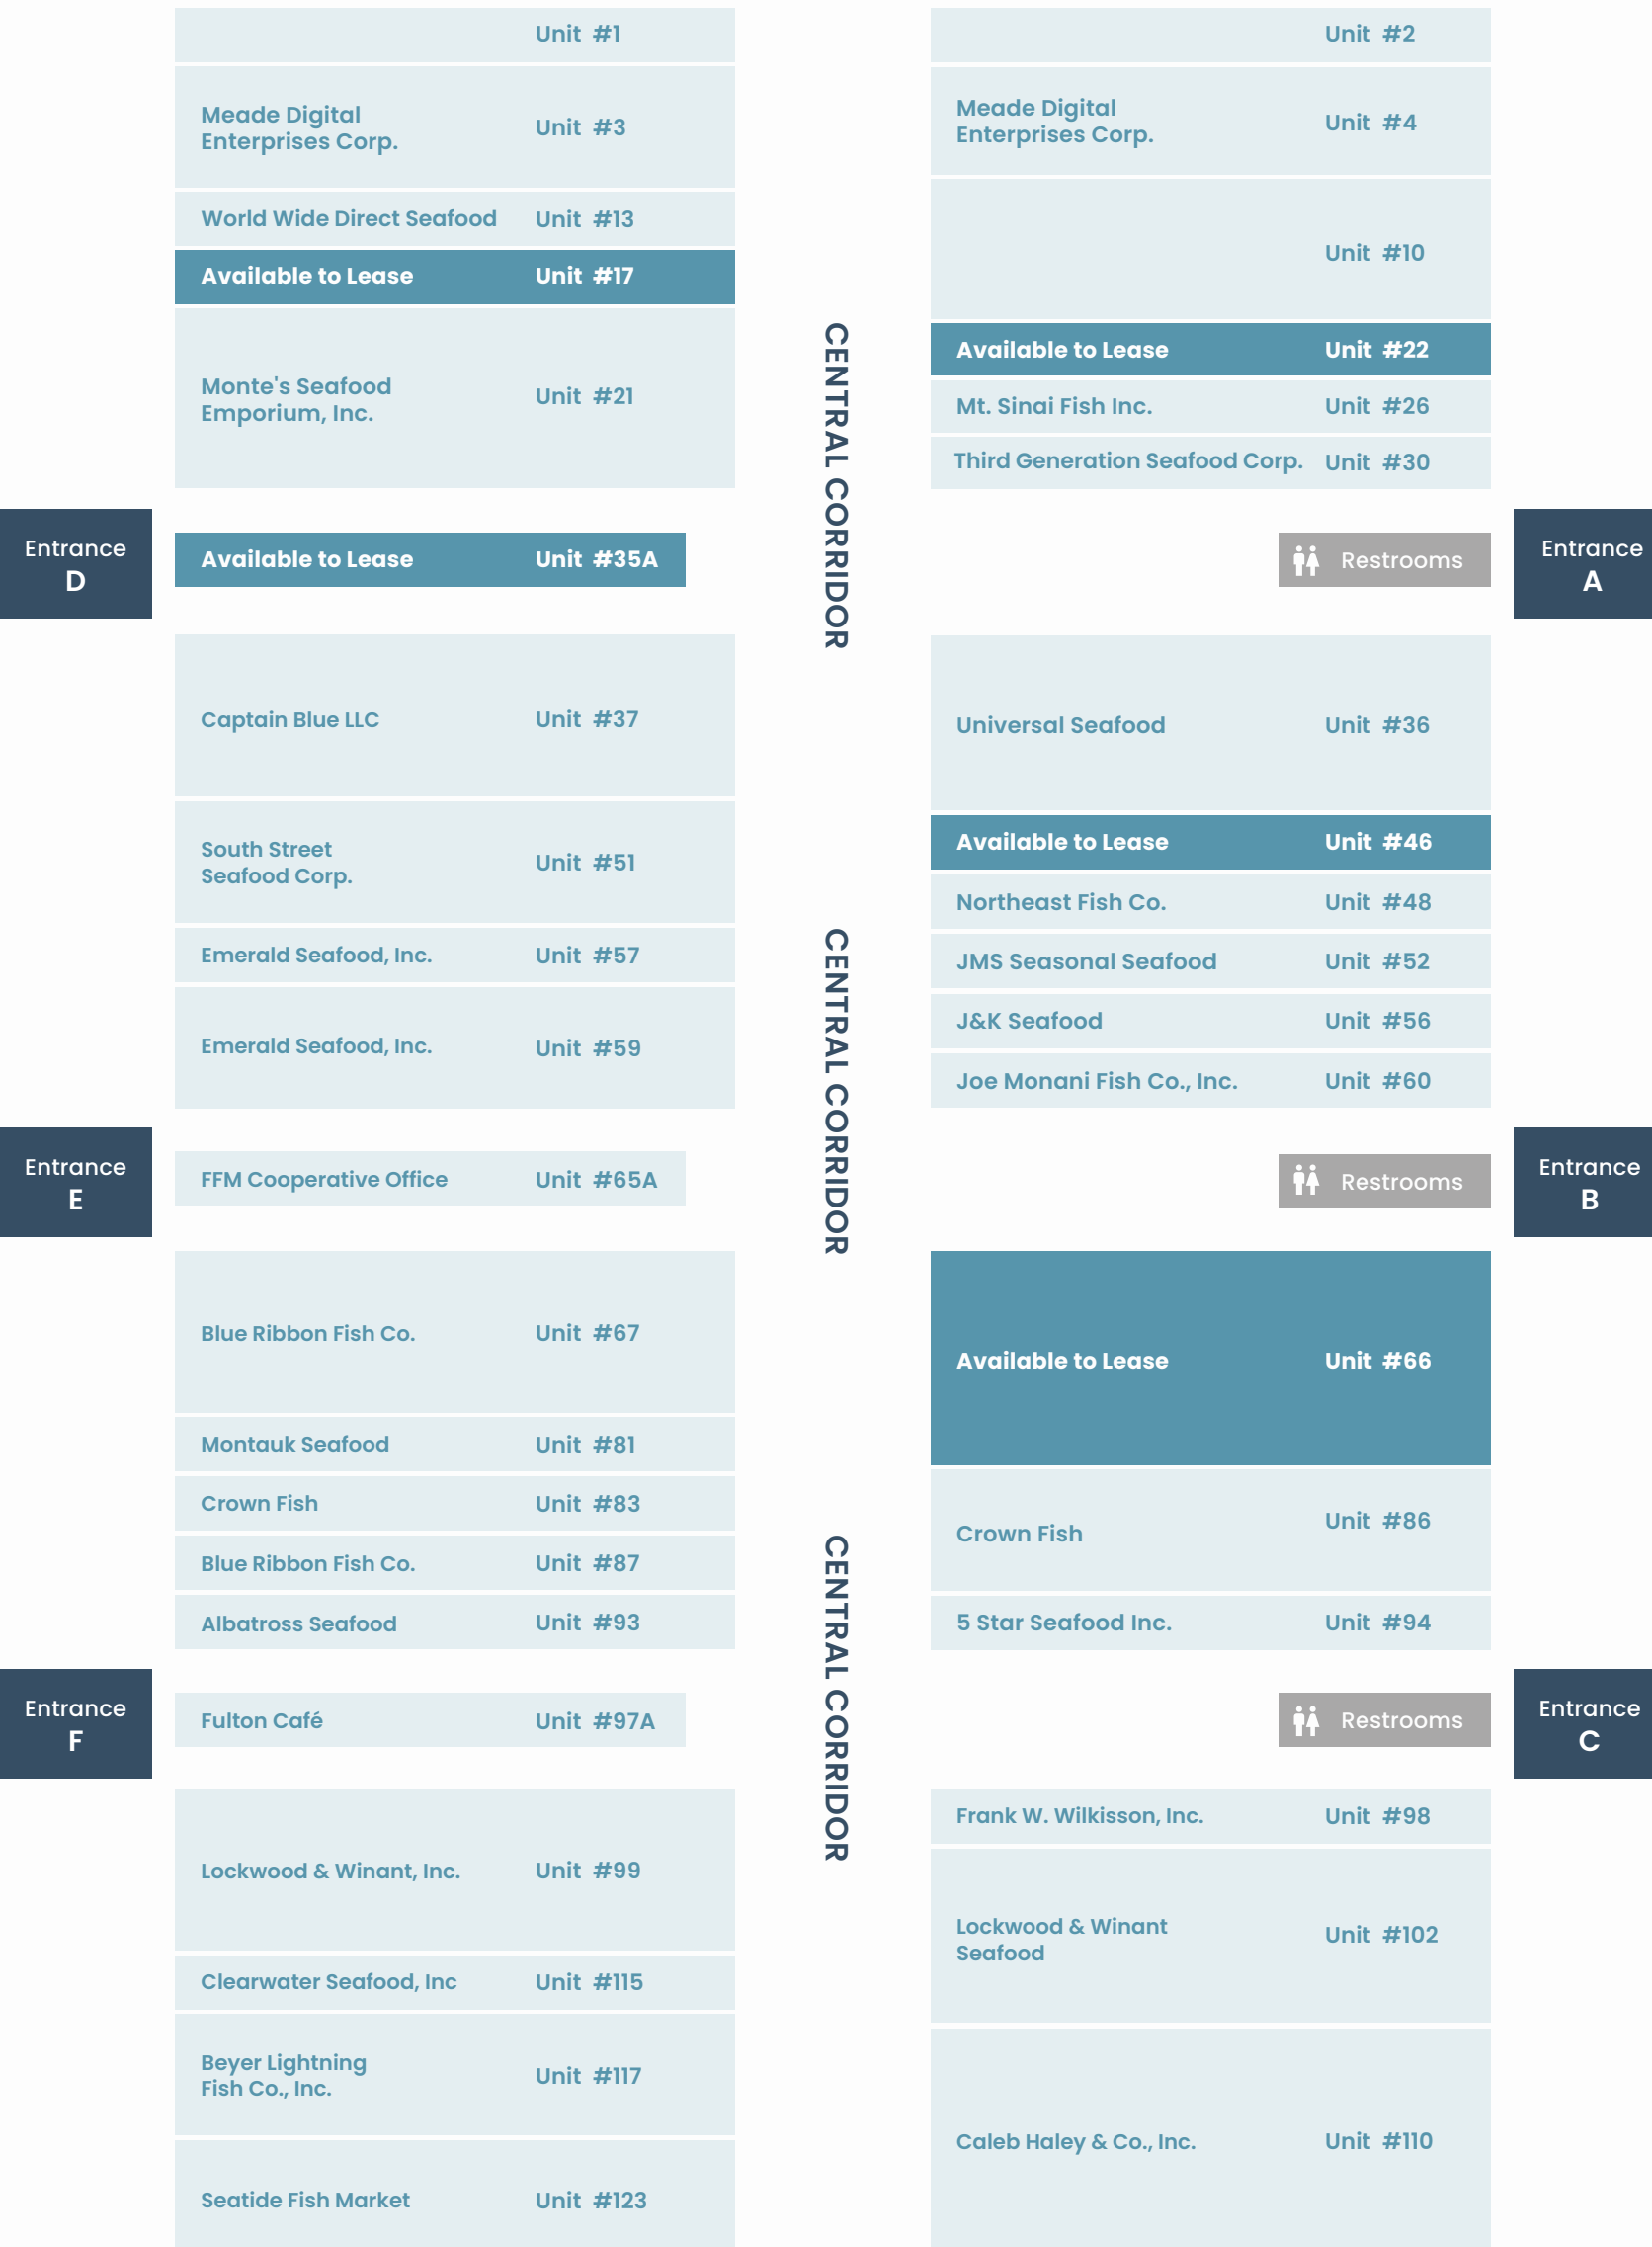 Unit #1
Meade Digital
Enterprises Corp.
Unit #3
World Wide Direct Seafood Unit #13
Available to Lease Unit #17
Monte's Seafood
Emporium, Inc.
Unit #21
Entrance
D
Available to Lease Unit #35A
Captain Blue LLC Unit #37
South Street
Seafood Corp.
Unit #51
Emerald Seafood, Inc. Unit #57
Emerald Seafood, Inc. Unit #59
Entrance
E
FFM Cooperative Office Unit #65A
Blue Ribbon Fish Co. Unit #67
Montauk Seafood Unit #81
Crown Fish Unit #83
Blue Ribbon Fish Co. Unit #87
Albatross Seafood Unit #93
Entrance
F
Fulton Café Unit #97A
Lockwood & Winant, Inc. Unit #99
Clearwater Seafood, Inc Unit #115
Beyer Lightning
Fish Co., Inc.
Unit #117
Seatide Fish Market Unit #123
CENTRAL CORRIDOR
CENTRAL CORRIDOR
CENTRAL CORRIDOR
Unit #2
Meade Digital
Enterprises Corp.
Unit #4
Unit #10
Available to Lease Unit #22
Mt. Sinai Fish Inc. Unit #26
Third Generation Seafood Corp. Unit #30
Restrooms
Entrance
A
Universal Seafood Unit #36
Available to Lease Unit #46
Northeast Fish Co. Unit #48
JMS Seasonal Seafood Unit #52
J&K Seafood Unit #56
Joe Monani Fish Co., Inc. Unit #60
Restrooms
Entrance
B
Available to Lease Unit #66
Crown Fish Unit #86
5 Star Seafood Inc. Unit #94
Restrooms
Entrance
C
Frank W. Wilkisson, Inc. Unit #98
Lockwood & Winant
Seafood
Unit #102
Caleb Haley & Co., Inc. Unit #110